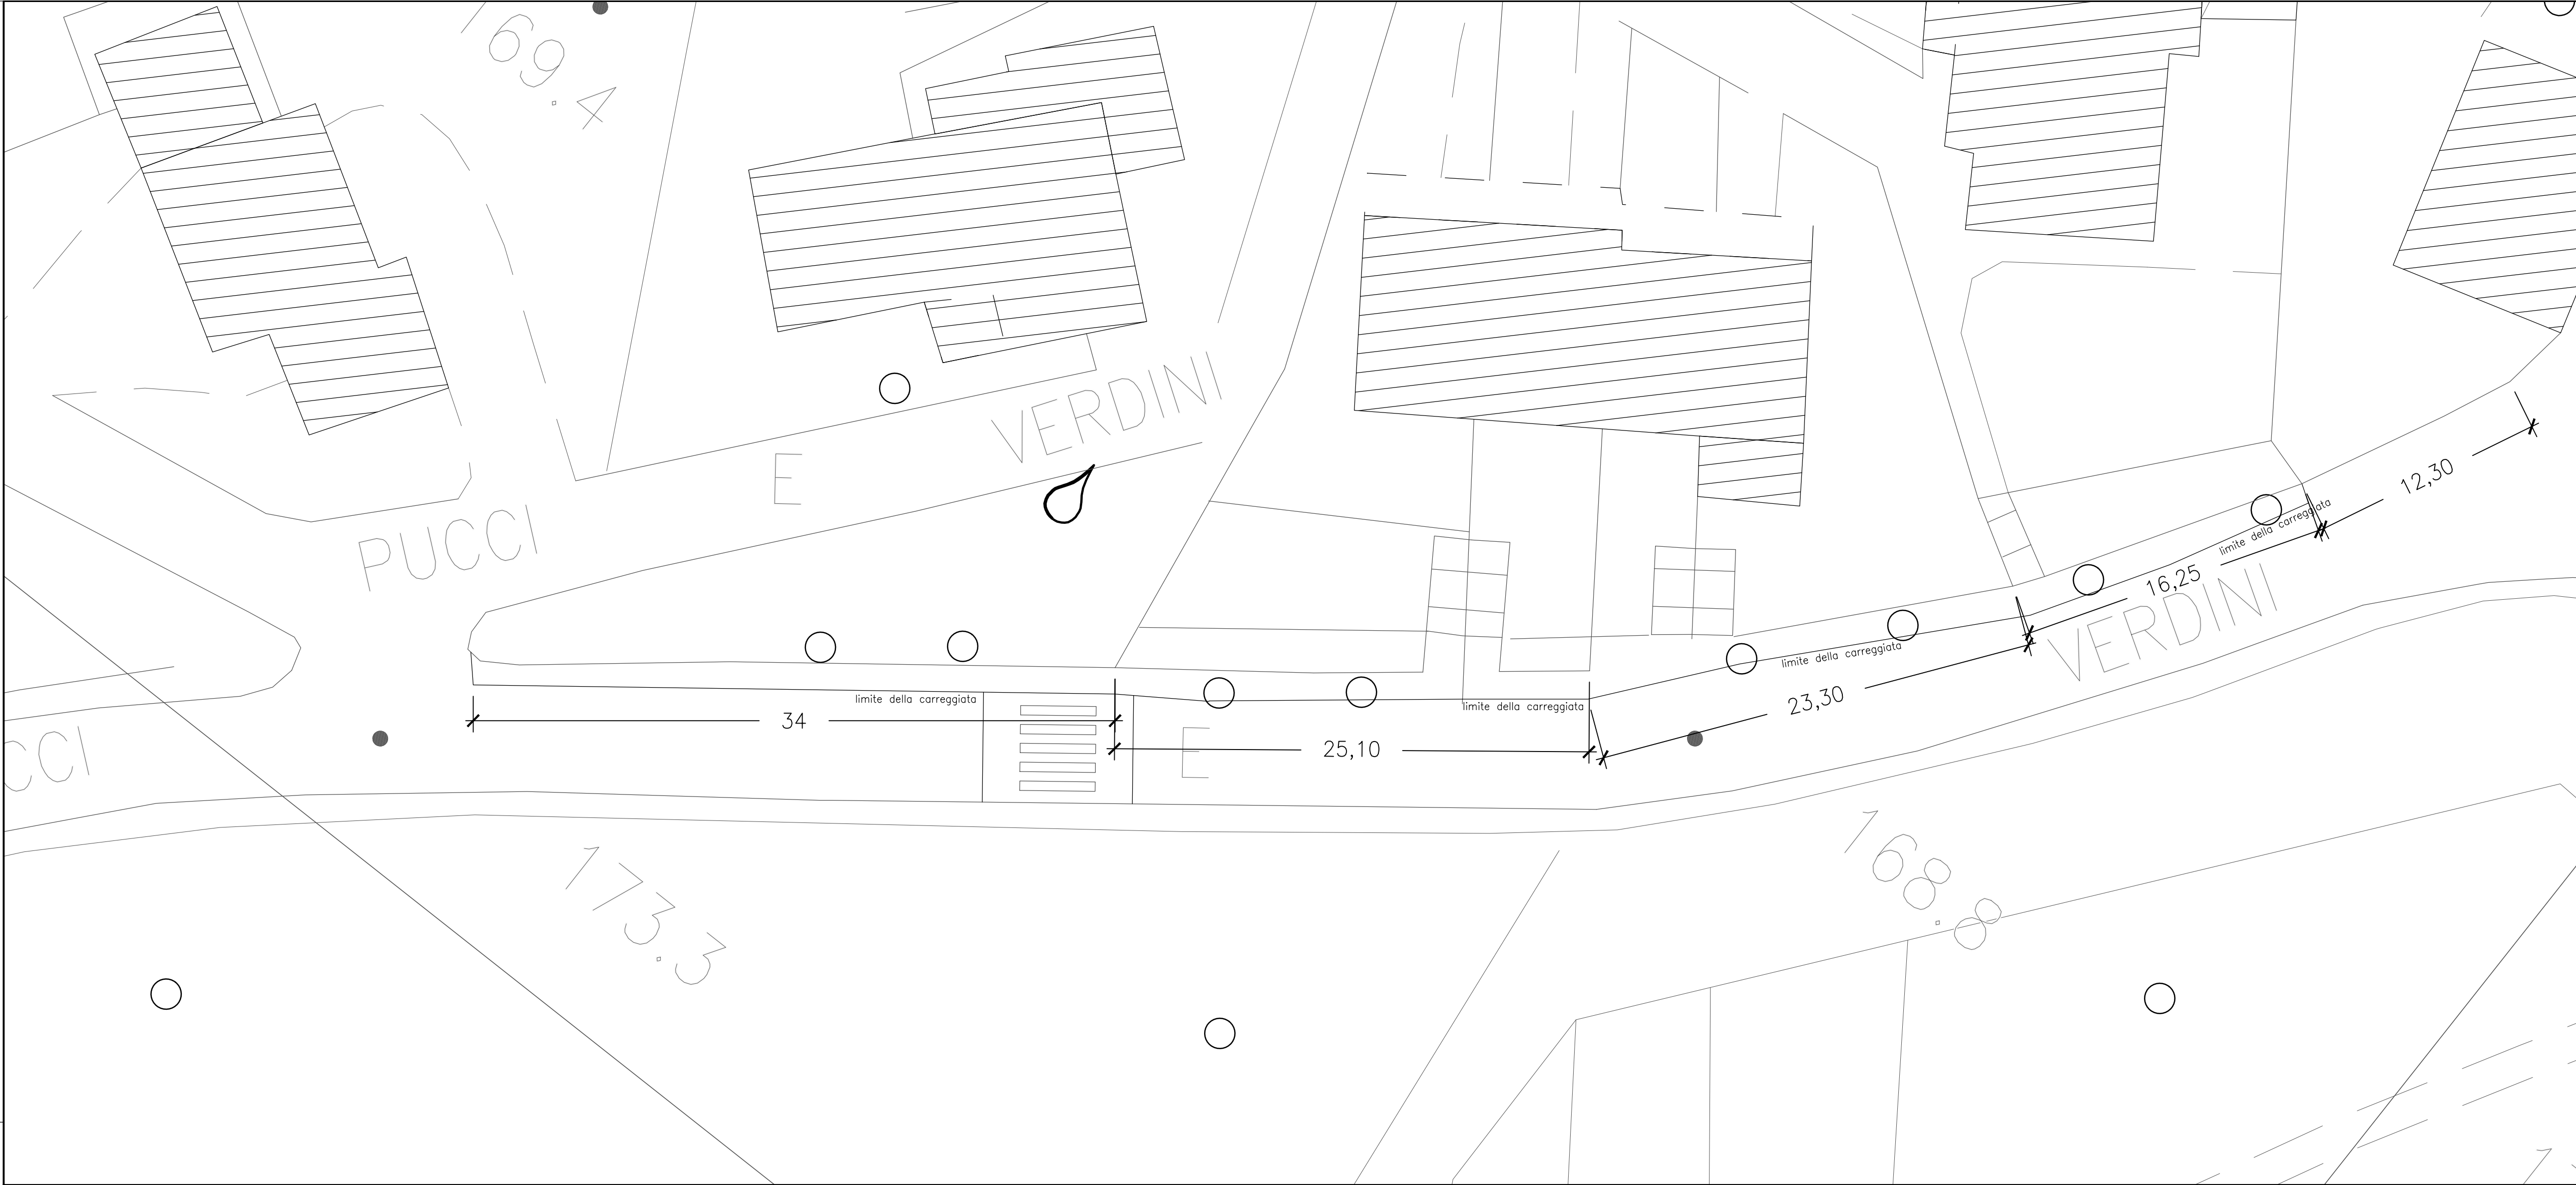 69.4
VERDINI
E
PUCCI
12,30
limite della carreggiata
16,25
VERDINI
limite della carreggiata
23,30
limite della carreggiata
34
limite della carreggiata
25,10
E
CCI
168.8
173.3